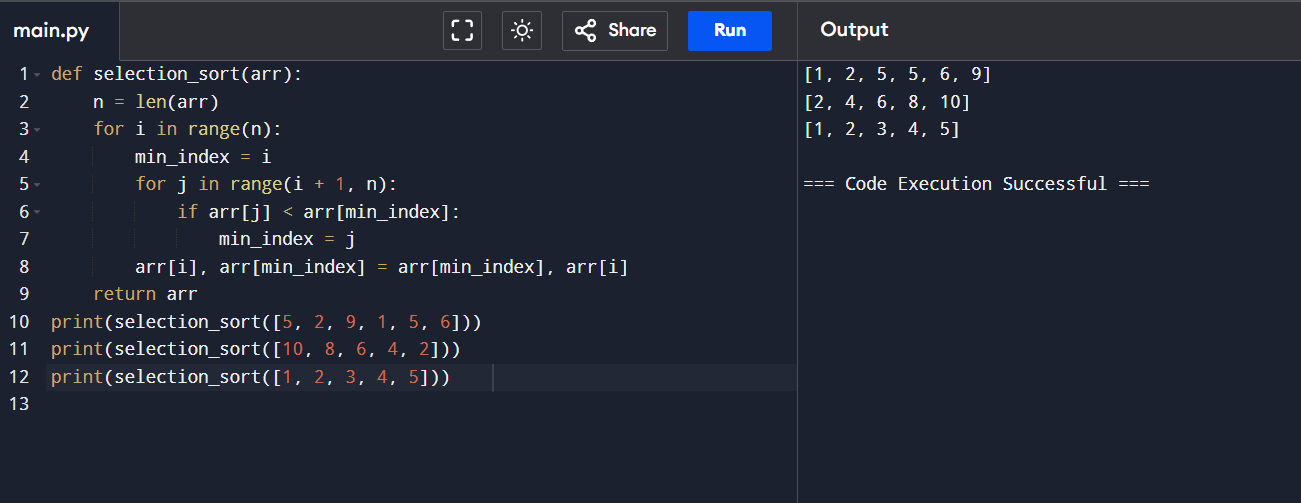 main.py
Share
Run
Output
1 def selection_sort(arr):
2     n = len(arr)
3     for i in range(n):
4         min_index = i
5         for j in range(i + 1, n):
6             if arr[j] < arr[min_index]:
7                 min_index = j
8         arr[i], arr[min_index] = arr[min_index], arr[i]
9     return arr
10 print(selection_sort([5, 2, 9, 1, 5, 6]))
11 print(selection_sort([10, 8, 6, 4, 2]))
12 print(selection_sort([1, 2, 3, 4, 5]))
13
[1, 2, 5, 5, 6, 9]
[2, 4, 6, 8, 10]
[1, 2, 3, 4, 5]
=== Code Execution Successful ===